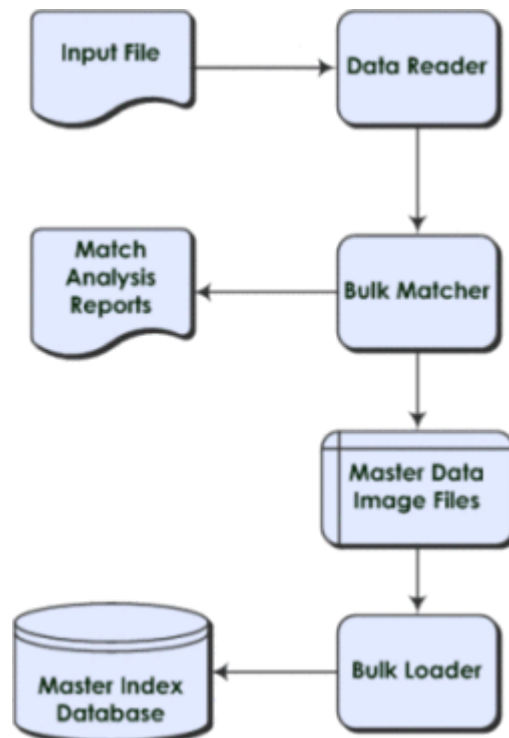 Input File
Data Reader
Match
Analysis
Reports
Bulk Matcher
Master Data
Image Files
Master Index
Database
Bulk Loader